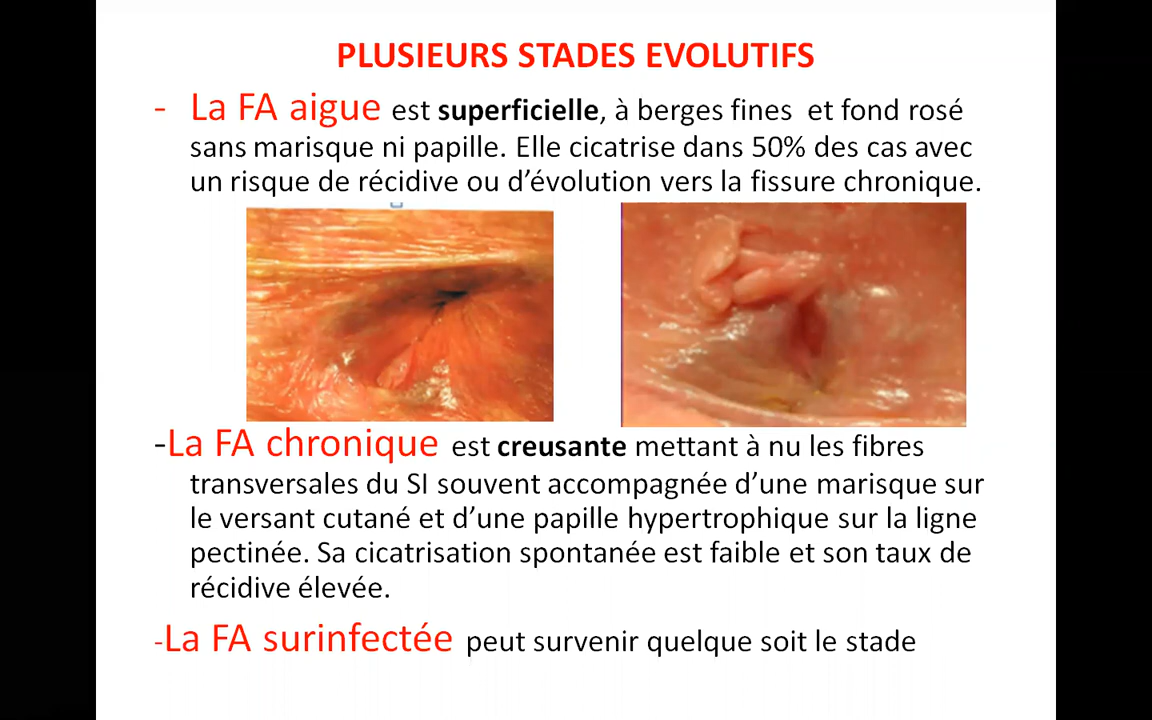 PLUSIEURS STADES EVOLUTIFS
- La FA aigue est superficielle, à berges fines et fond rosé
sans marisque ni papille. Elle cicatrise dans 50% des cas avec
un risque de récidive ou d’évolution vers la fissure chronique.
-La FA chronique est creusante mettant à nu les fibres
transversales du SI souvent accompagnée d’une marisque sur
le versant cutané et d’une papille hypertrophique sur la ligne
pectinée. Sa cicatrisation spontanée est faible et son taux de
récidive élevée.
-La FA surinfectée peut survenir quelque soit le stade